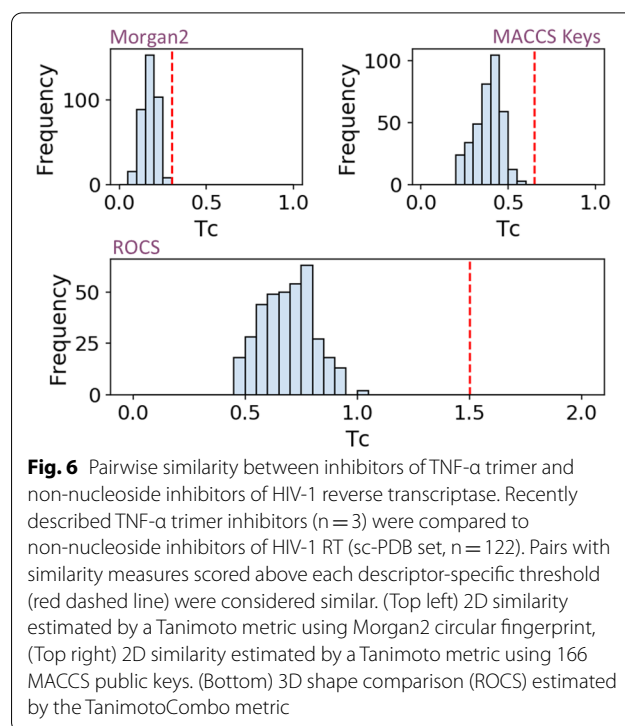 Morgan2
MACCS Keys
Frequency
100
0
0.0 0.5 1.0
Tc
Frequency
100
50
0
0.0 0.5 1.0
Tc
ROCS
Frequency
50
25
0
0.0 0.5 1.0 1.5 2.0
Tc
Fig. 6 Pairwise similarity between inhibitors of TNF-α trimer and
non-nucleoside inhibitors of HIV-1 reverse transcriptase. Recently
described TNF-α trimer inhibitors (n = 3) were compared to
non-nucleoside inhibitors of HIV-1 RT (sc-PDB set, n = 122). Pairs with
similarity measures scored above each descriptor-specific threshold
(red dashed line) were considered similar. (Top left) 2D similarity
estimated by a Tanimoto metric using Morgan2 circular fingerprint,
(Top right) 2D similarity estimated by a Tanimoto metric using 166
MACCS public keys. (Bottom) 3D shape comparison (ROCS) estimated
by the TanimotoCombo metric